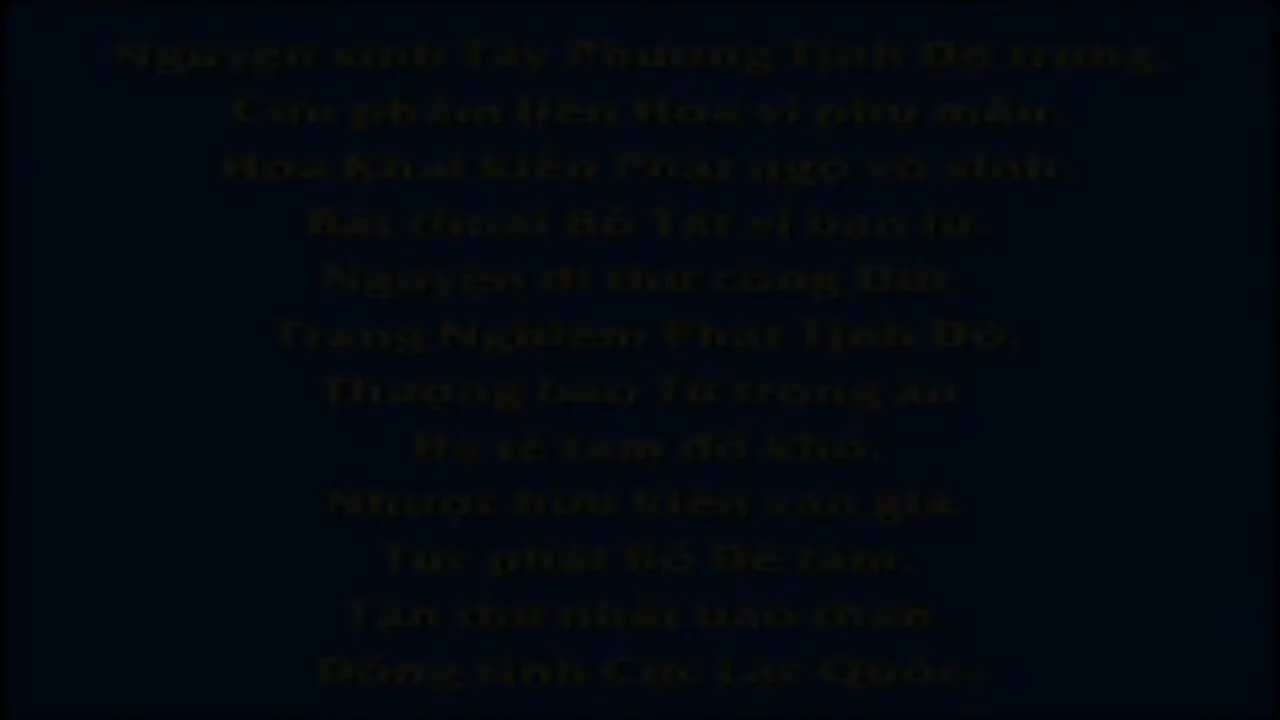 Nguyện sinh Tây Phương Tịnh Độ trung,
Cửu phẩm liên Hoa vi phụ mẫu.
Hoa Khai kiến Phật ngộ vô sinh,
Bất thoái Bồ Tát vi bạn lữ.
Nguyện dĩ thử công Đức,
Trang Nghiêm Phật Tịnh Độ.
Thượng báo Tứ trọng ân
Hạ tế tam đồ khổ.
Nhược hữu kiến văn giả
Tức phát Bồ Đề tâm.
Tận thử nhất báo thân
Đồng sinh Cực Lạc Quốc.